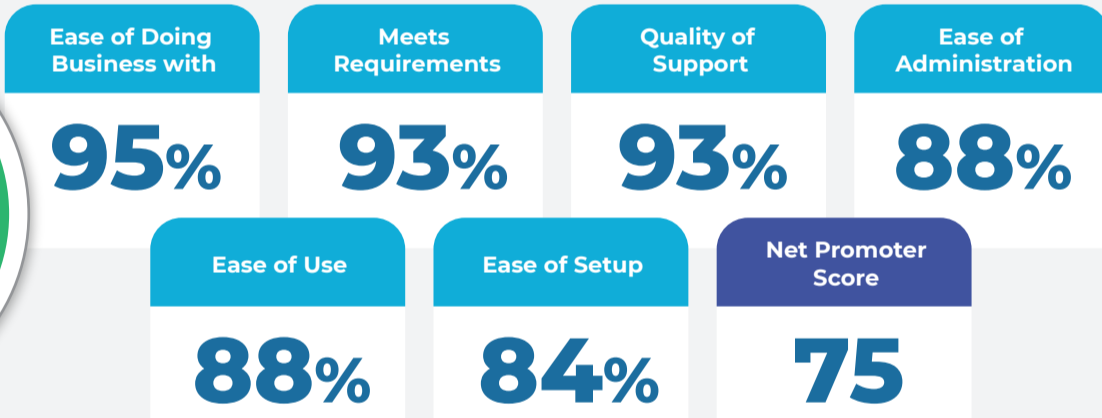 Ease of Doing
Business with
95%
Meets
Requirements
93%
Quality of
Support
93%
Ease of
Administration
88%
Ease of Use
88%
Ease of Setup
84%
Net Promoter
Score
75